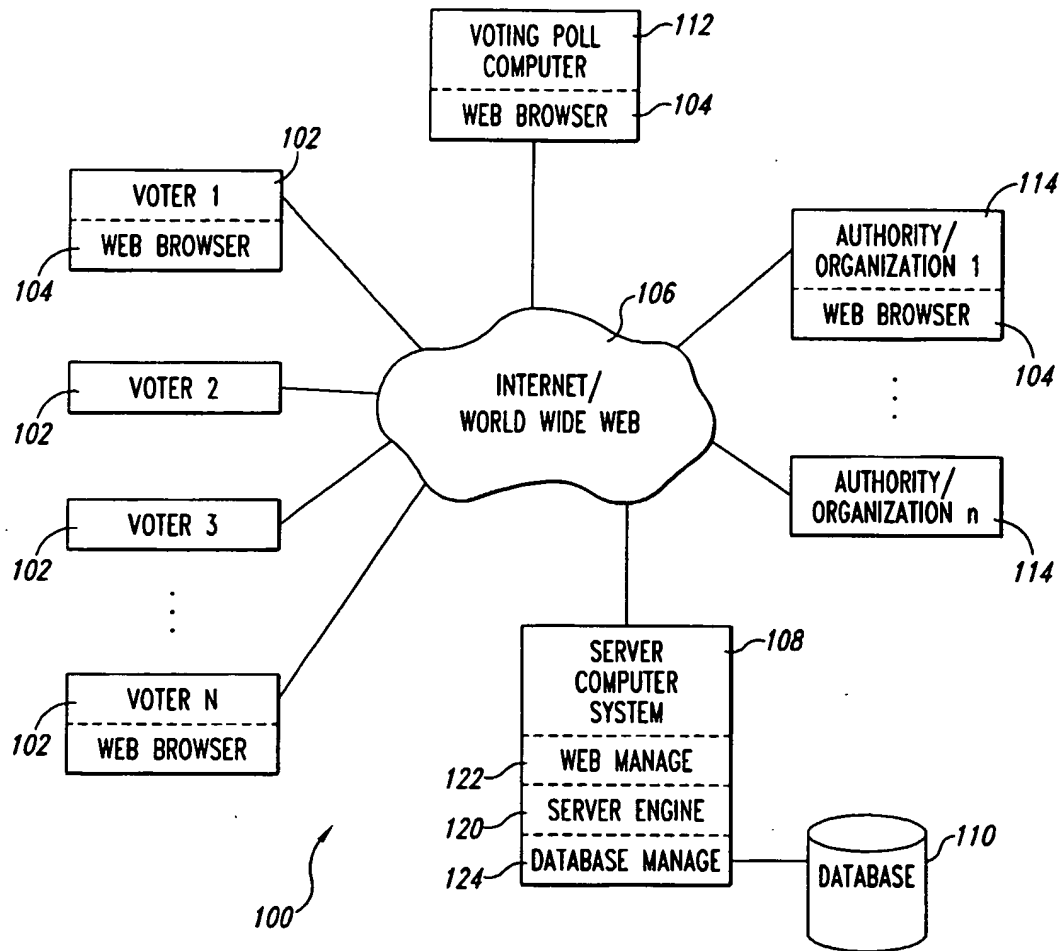 VOTING POLL
COMPUTER
WEB BROWSER
112
104
102
VOTER 1
WEB BROWSER
104
VOTER 2
102
VOTER 3
102
VOTER N
WEB BROWSER
102
106
INTERNET/
WORLD WIDE WEB
114
AUTHORITY/
ORGANIZATION 1
WEB BROWSER
104
AUTHORITY/
ORGANIZATION n
114
108
SERVER
COMPUTER
SYSTEM
WEB MANAGE
122
SERVER ENGINE
120
DATABASE MANAGE
124
DATABASE
110
100